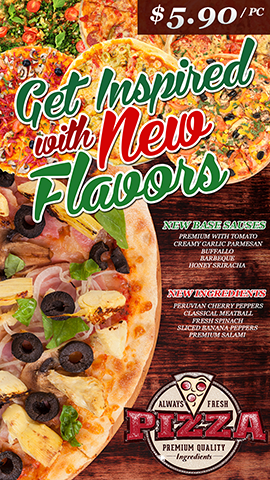 $5.90 / PC
Get Inspired
with New
Flavors
NEW BASE SAUSES
PREMIUM WITH TOMATO
CREAMY GARLIC PARMESAN
BUFFALLO
BARBEQUE
HONEY SRIRACHA
NEW INGREDIENTS
PERUVIAN CHERRY PEPPERS
CLASSICAL MEATBALL
FRESH SPINACH
SLICED BANANA PEPPERS
PREMIUM SALAMI
ALWAYS FRESH
PIZZA
PREMIUM QUALITY
Ingredients